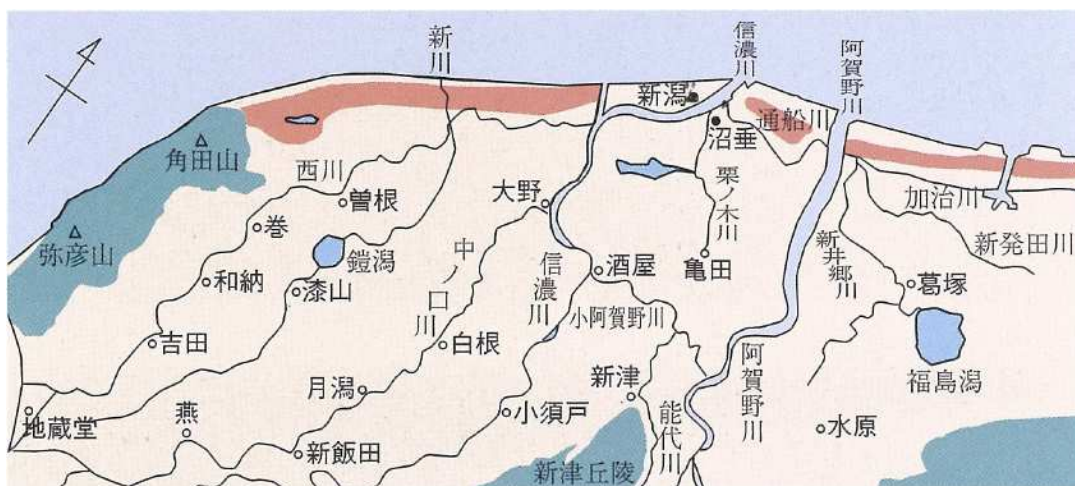 新川
信濃川
阿賀野川
新潟
沼垂
通船川
角田山
西川
曽根
大野
栗ノ木川
加治川
新発田川
巻
弥彦山
鎧潟
中ノ口川
信濃川
酒屋
亀田
新井郷川
葛塚
和納
漆山
小阿賀野川
吉田
白根
新津
阿賀野川
福島潟
月潟
地蔵堂
燕
小須戸
能代川
水原
新飯田
新津丘陵